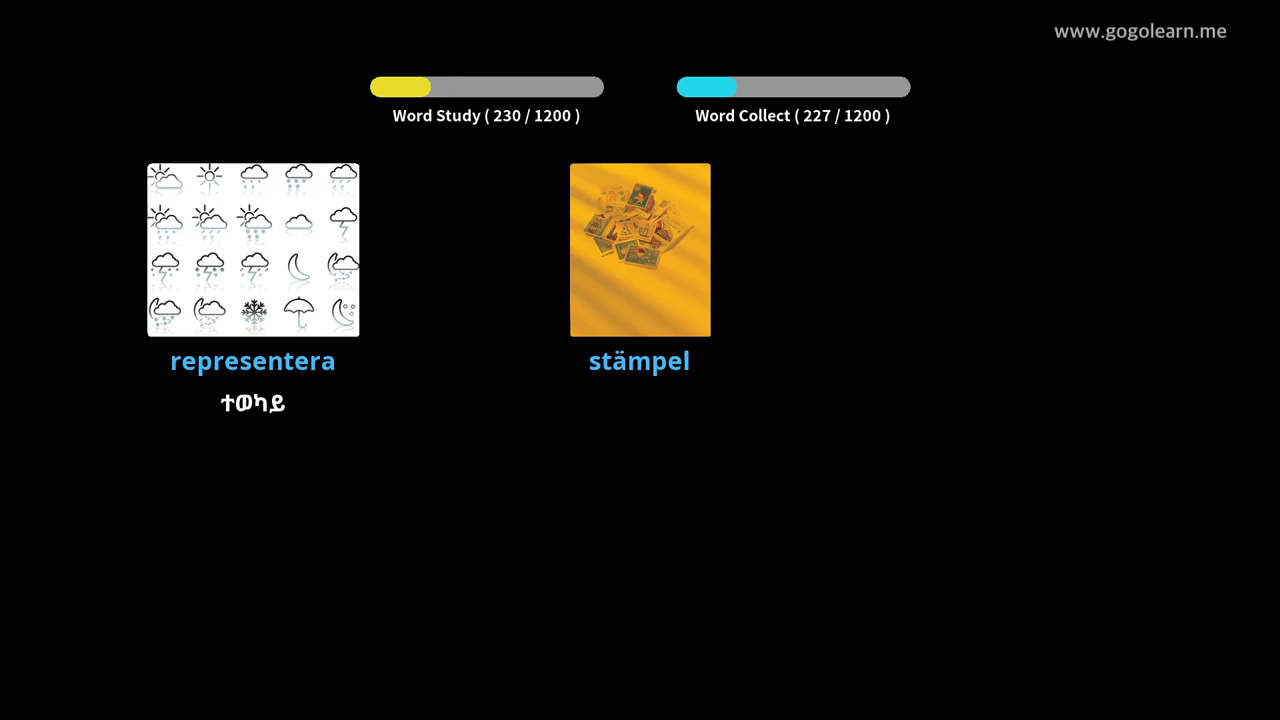 www.gogolearn.me
Word Study ( 230 / 1200 )
Word Collect ( 227 / 1200 )
representera
stämpel
ተወካይ